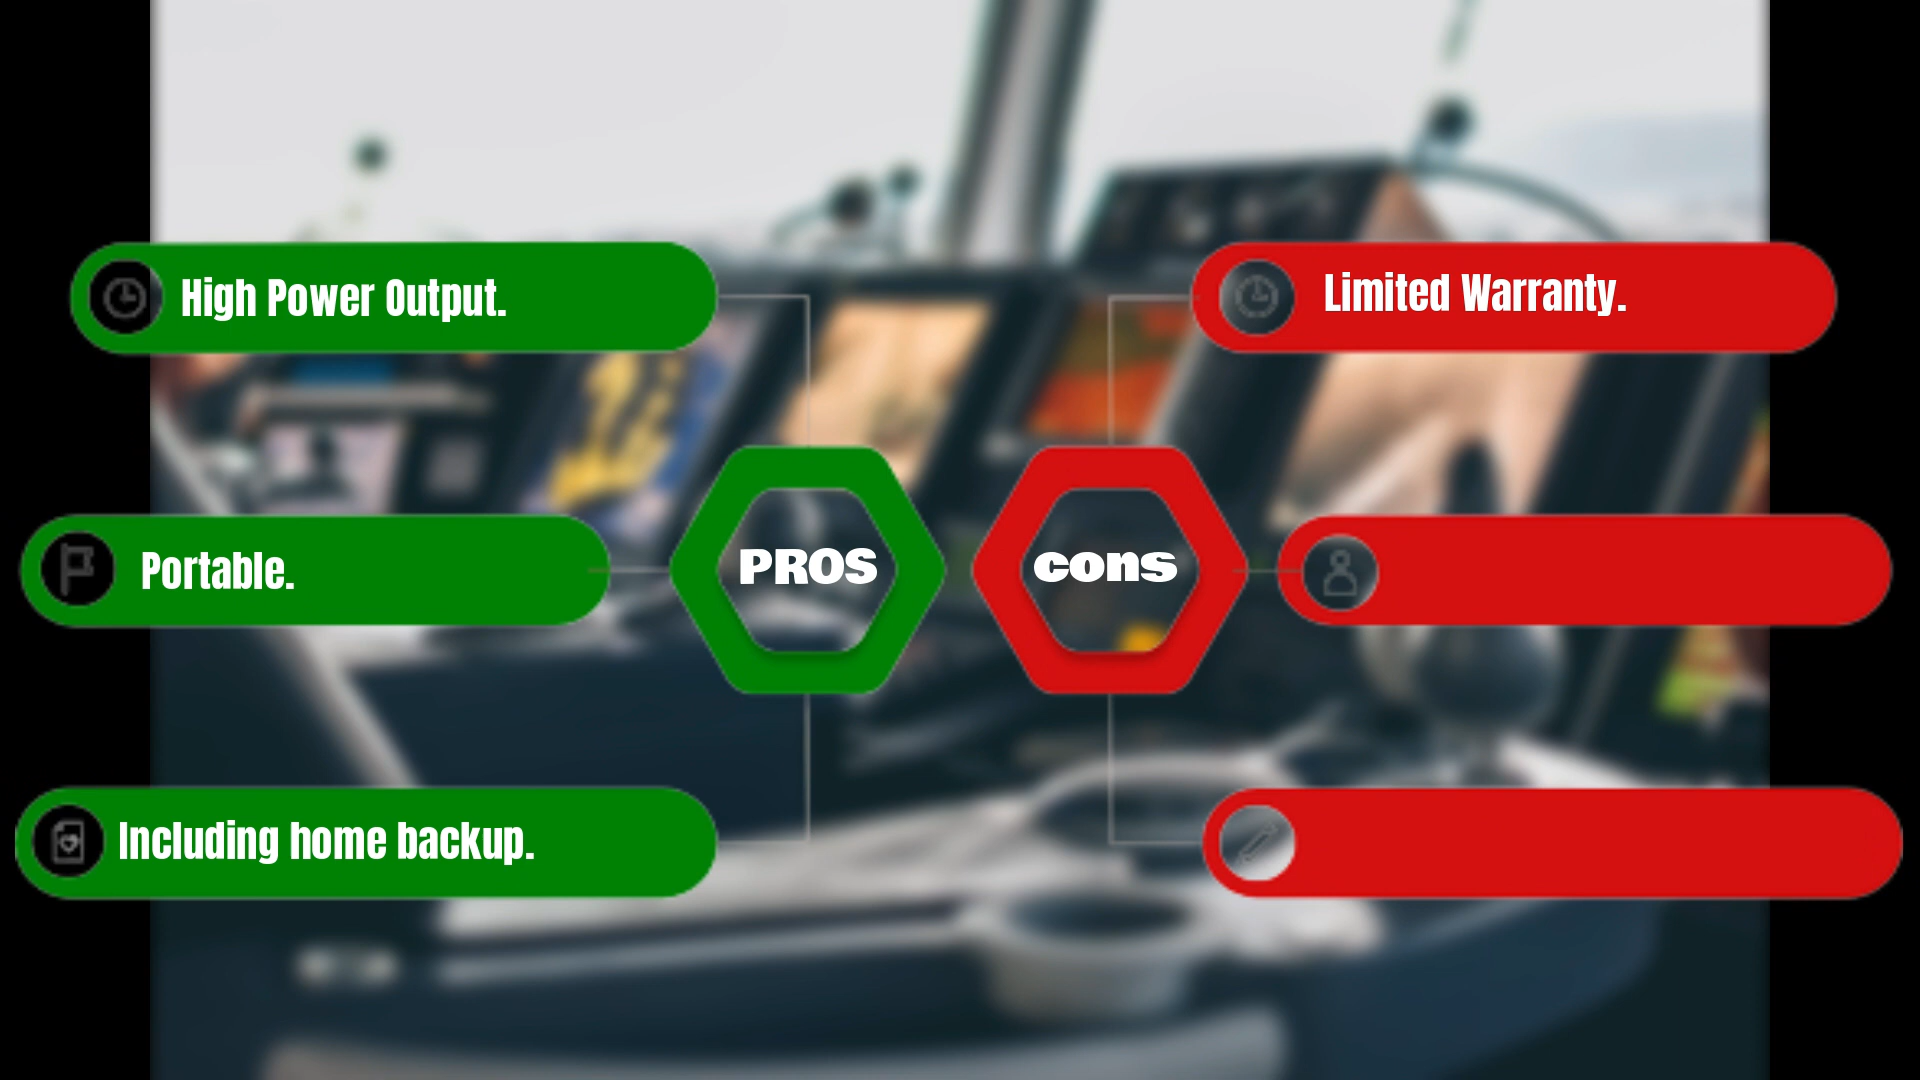 High Power Output.
Portable.
Including home backup.
PROS
cons
Limited Warranty.